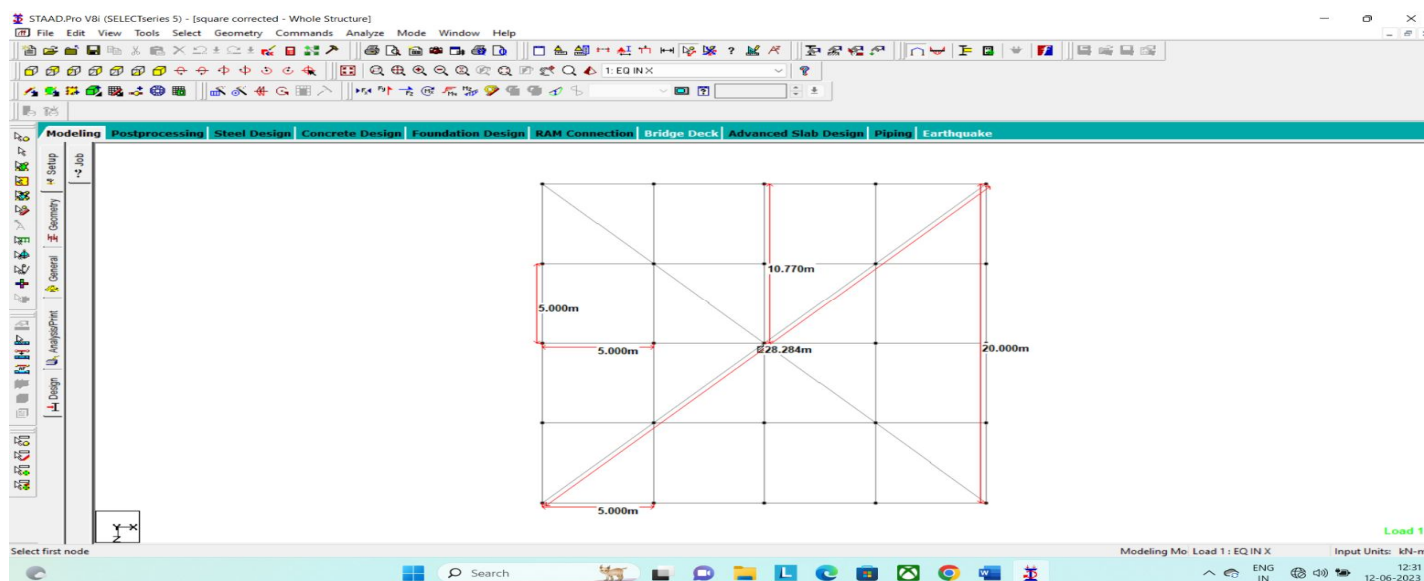 STAAD.Pro V8i (SELECTseries 5) - [square corrected - Whole Structure]
File Edit View Tools Select Geometry Commands Analyze Mode Window Help
1: EQ IN X
Modeling Postprocessing Steel Design Concrete Design Foundation Design RAM Connection Bridge Deck Advanced Slab Design Piping Earthquake
Setup
Job
Geometry
General
Analysis/Print
Design
10.770m
5.000m
5.000m
28.284m
20.000m
5.000m
Y X
Z
Load 1
Select first node
Modeling Mo Load 1 : EQ IN X
Input Units: kN-m
Search
ENG
IN
12:31
12-06-2023